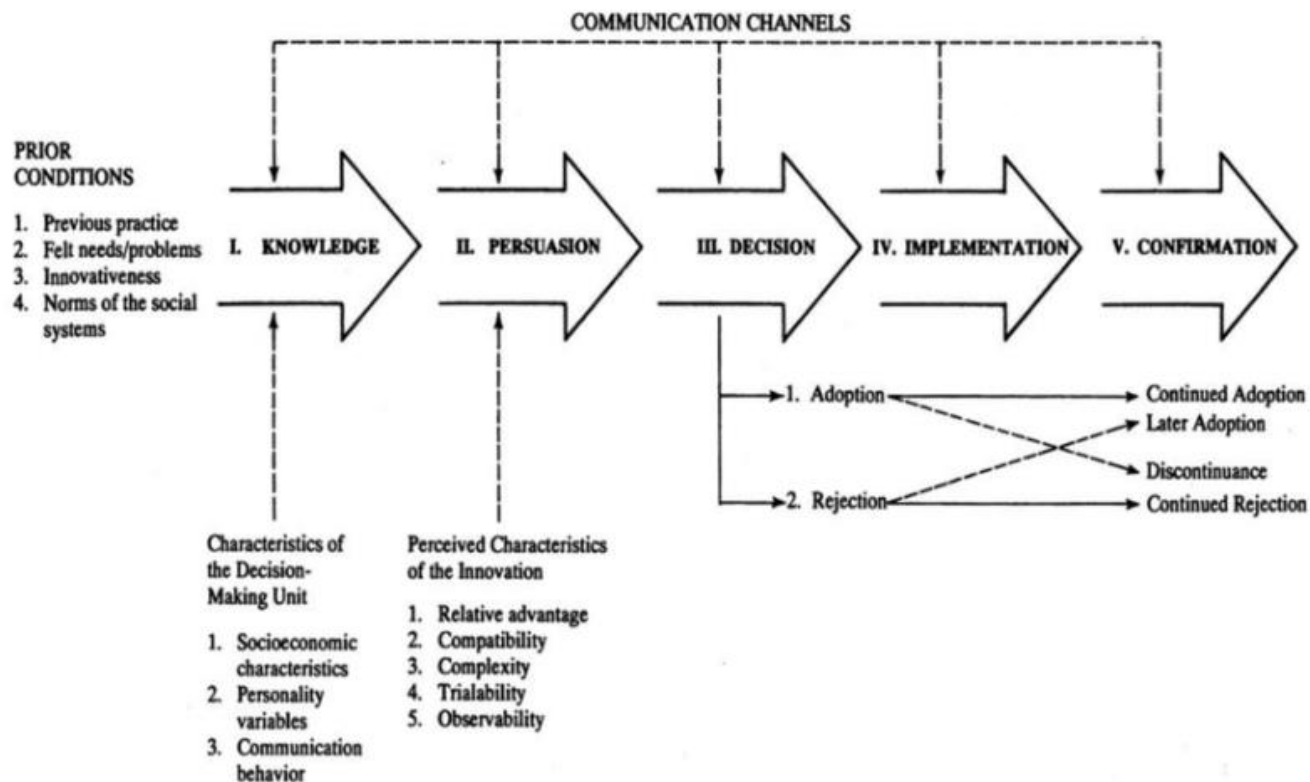 COMMUNICATION CHANNELS
PRIOR
CONDITIONS
1. Previous practice
2. Felt needs/problems
3. Innovativeness
4. Norms of the social
systems
I. KNOWLEDGE
II. PERSUASION
III. DECISION
IV. IMPLEMENTATION
V. CONFIRMATION
1. Adoption
2. Rejection
Continued Adoption
Later Adoption
Discontinuance
Continued Rejection
Characteristics of
the Decision-
Making Unit
1. Socioeconomic
characteristics
2. Personality
variables
3. Communication
behavior
Perceived Characteristics
of the Innovation
1. Relative advantage
2. Compatibility
3. Complexity
4. Trialability
5. Observability